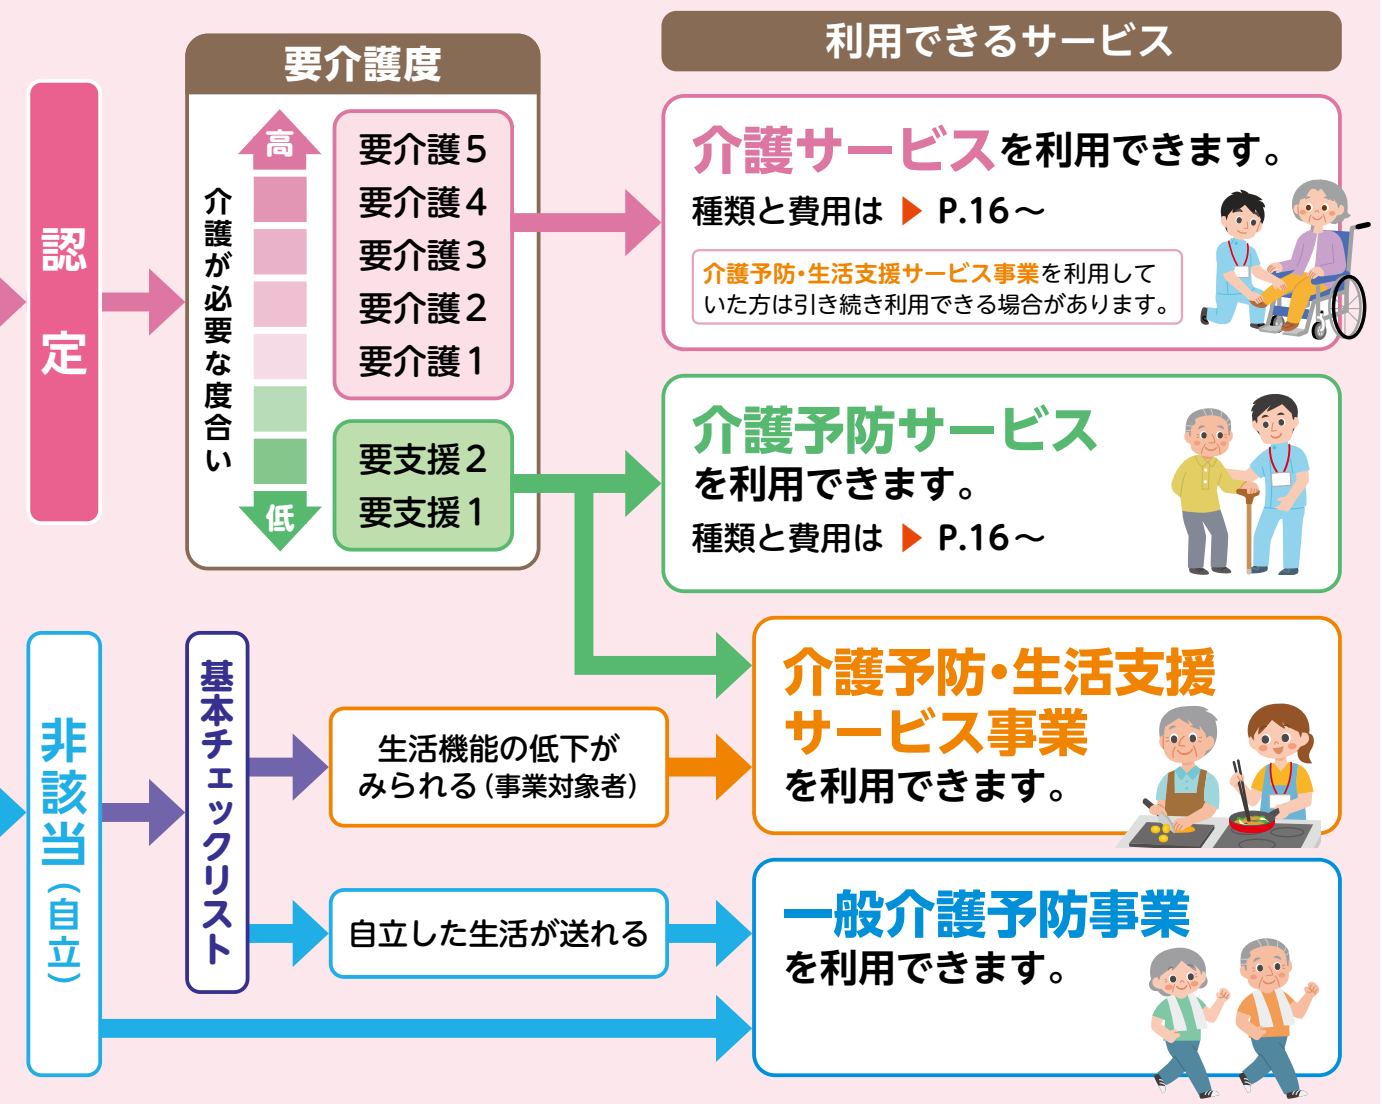 認定
要介護度
介護が必要な度合い
高
低
要介護5
要介護4
要介護3
要介護2
要介護1
要支援2
要支援1
利用できるサービス
介護サービスを利用できます。
種類と費用は ▶ P.16～
介護予防・生活支援サービス事業を利用して
いた方は引き続き利用できる場合があります。
介護予防サービス
を利用できます。
種類と費用は ▶ P.16～
非該当（自立）
基本チェックリスト
生活機能の低下が
みられる（事業対象者）
自立した生活が送れる
介護予防・生活支援
サービス事業
を利用できます。
一般介護予防事業
を利用できます。